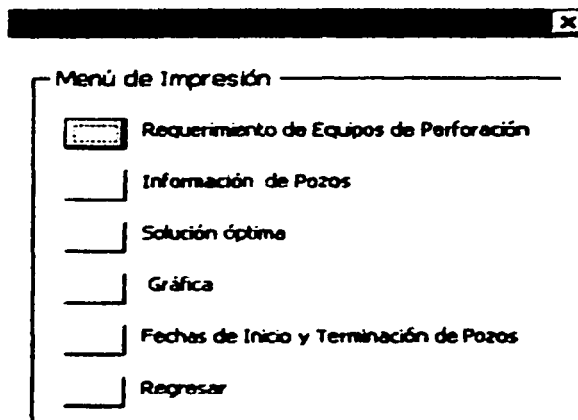 Menú de Impresión
Requerimiento de Equipos de Perforación
Información de Pozos
Solución óptima
Gráfica
Fechas de Inicio y Terminación de Pozos
Regresar